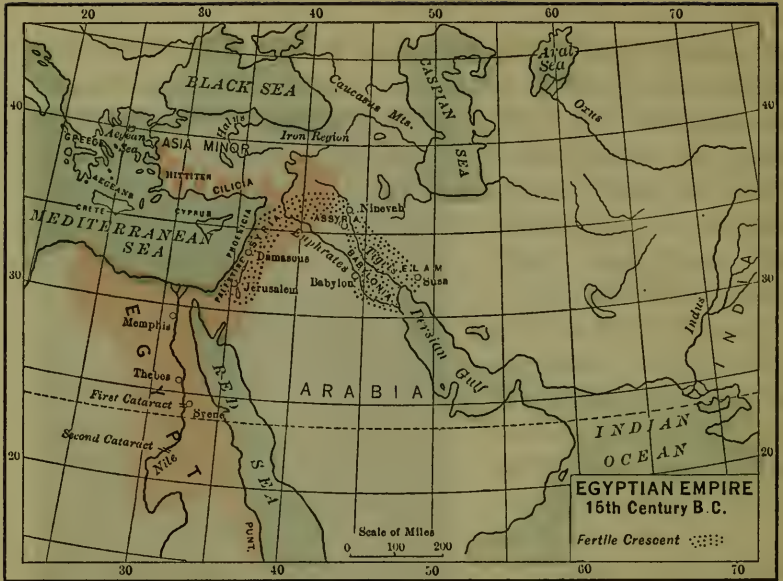 20 30 40 50 60 70
BLACK SEA
Caucasus Mts.
CASPIAN SEA
Aral Sea
Oxus
40
40
GREECE
Aegean Sea
ASIA MINOR
Halys
Iron Region
HITTITES
CILICIA
AEGEANS
CRETE
CYPRUS
MEDITERRANEAN SEA
PHOENICIA
SYRIA
ASSYRIA
Ninevah
Tigris
Euphrates
Damascus
PALESTINE
Jerusalem
Babylon
BABYLONIA
ELAM
Susa
30
30
Persian Gulf
Indus
INDIA
EGYPT
Memphis
Thebes
First Cataract
Syene
Second Cataract
Nile
RED SEA
ARABIA
PUNT.
INDIAN OCEAN
20
20
EGYPTIAN EMPIRE
15th Century B.C.
Fertile Crescent
Scale of Miles
0 100 200
30 40 50 60 70